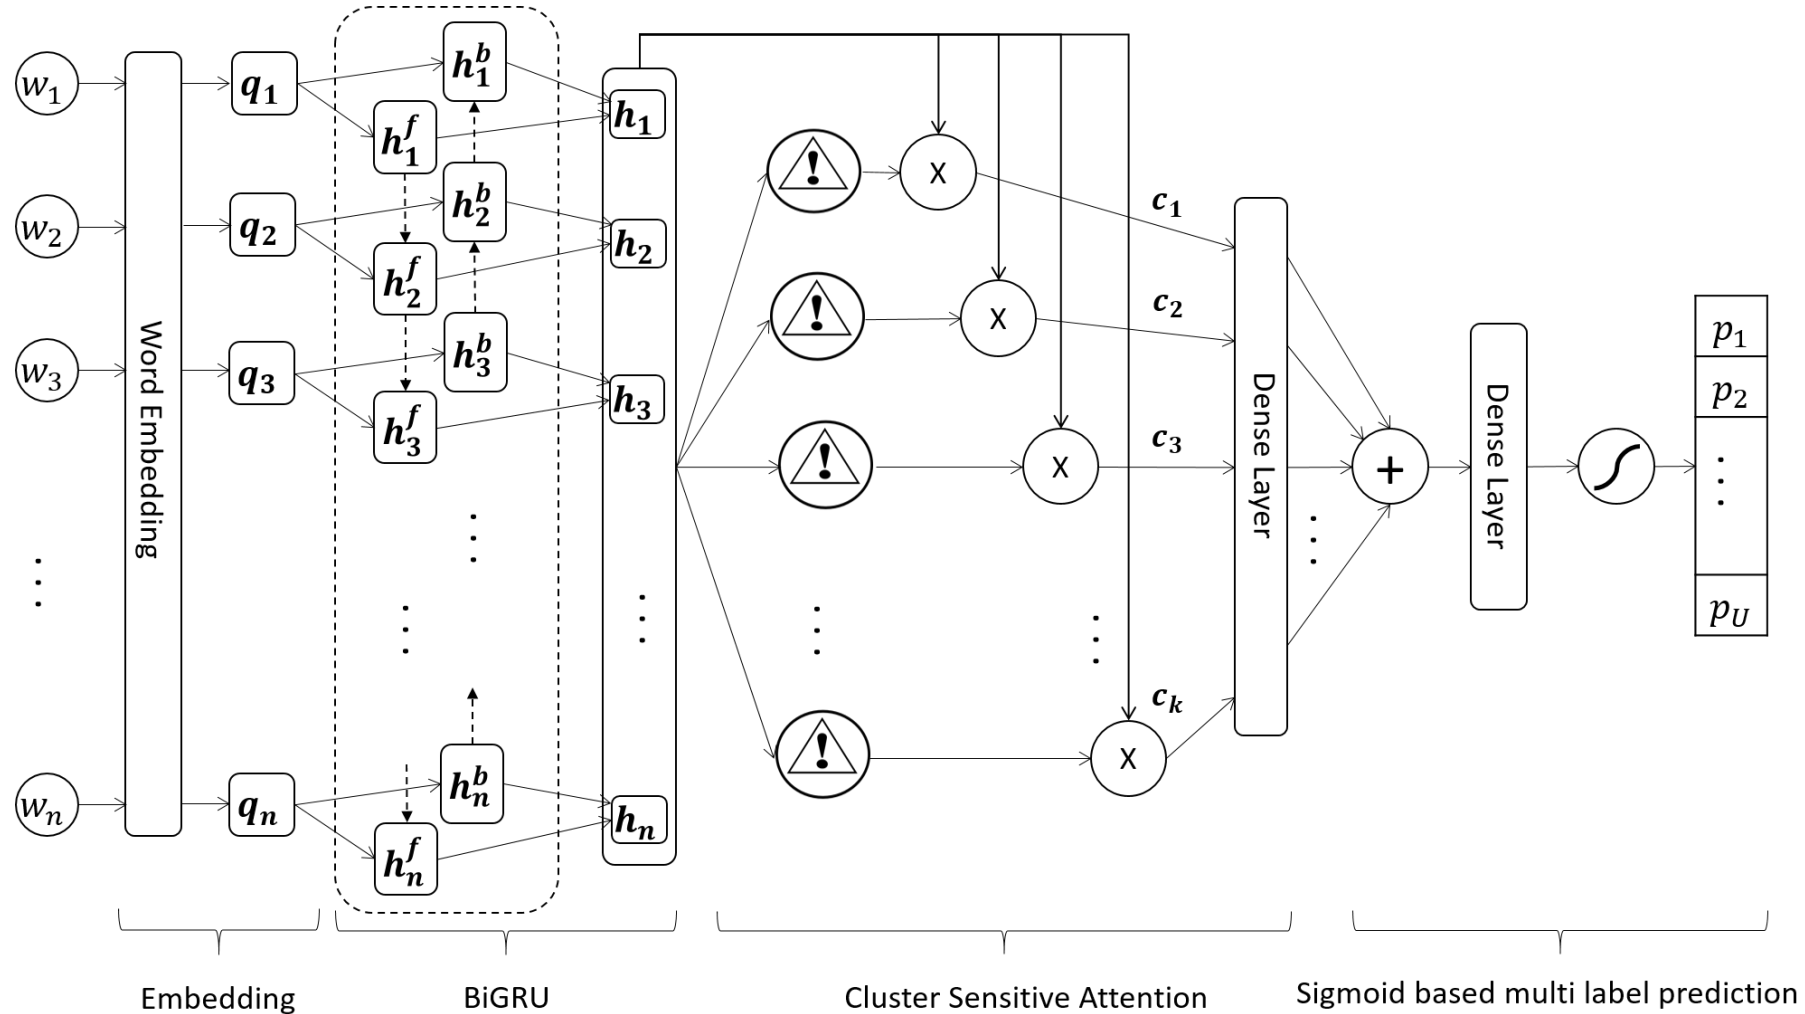 w₁
w₂
w₃
⋮
wₙ
Word Embedding
q₁
q₂
q₃
qₙ
h₁ᵇ
h₁ᶠ
h₂ᵇ
h₂ᶠ
h₃ᵇ
h₃ᶠ
⋮
⋮
hₙᵇ
hₙᶠ
h₁
h₂
h₃
⋮
hₙ
!
!
!
⋮
!
X
X
X
⋮
X
c₁
c₂
c₃
cₖ
Dense Layer
⋮
+
Dense Layer
p₁
p₂
⋮
p_U
Embedding
BiGRU
Cluster Sensitive Attention
Sigmoid based multi label prediction